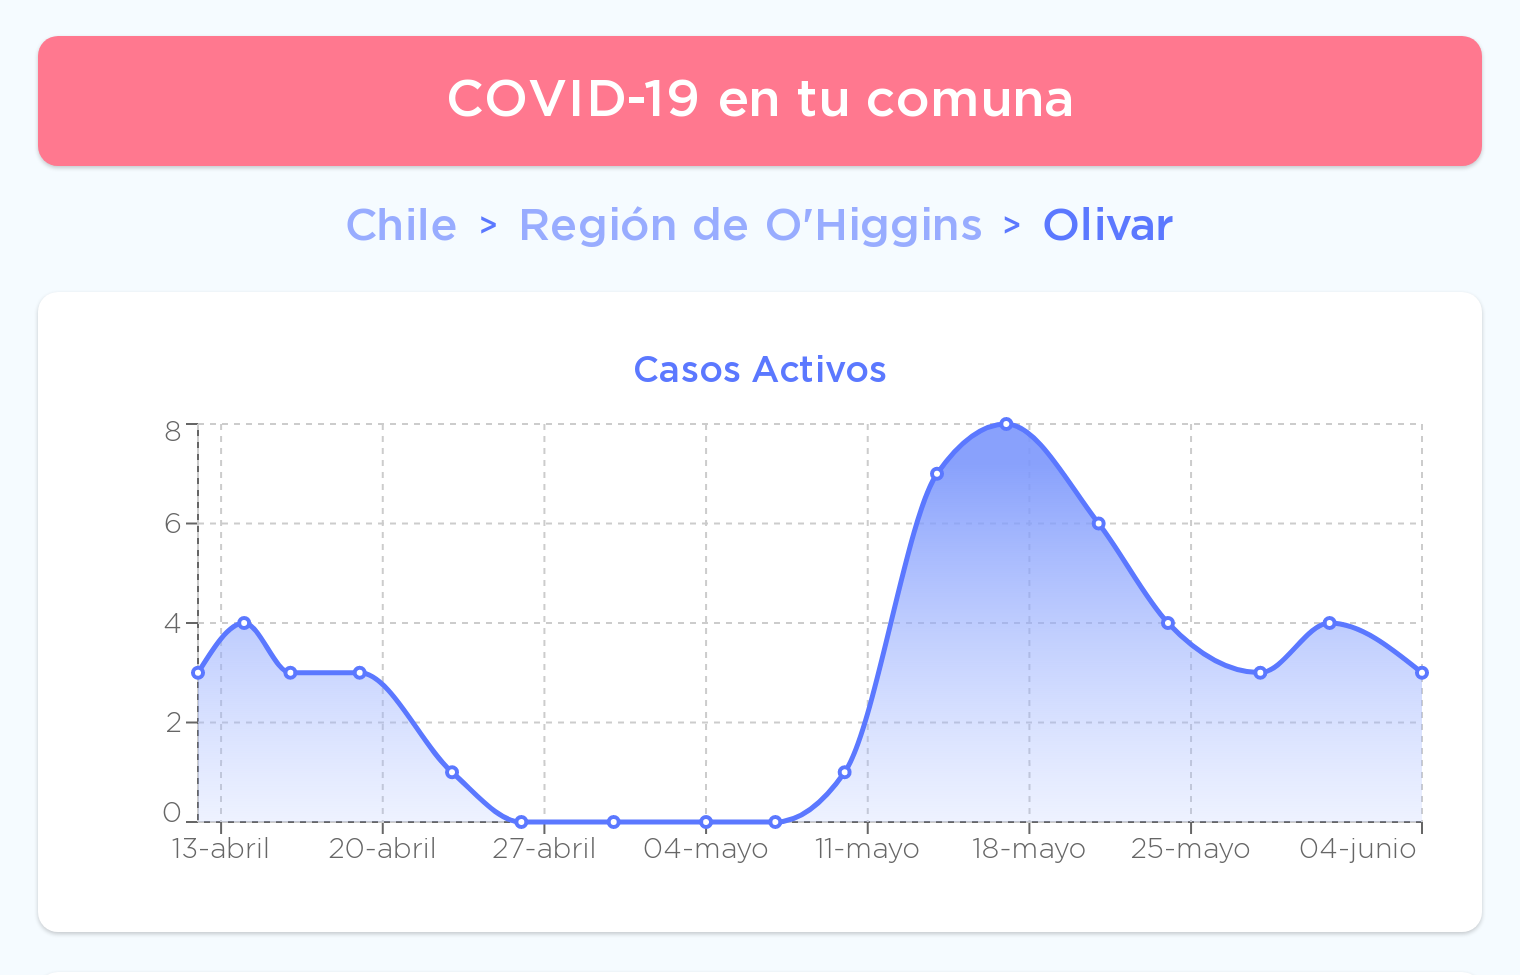 COVID-19 en tu comuna
Chile > Región de O'Higgins > Olivar
Casos Activos
8
6
4
2
0
13-abril 20-abril 27-abril 04-mayo 11-mayo 18-mayo 25-mayo 04-junio